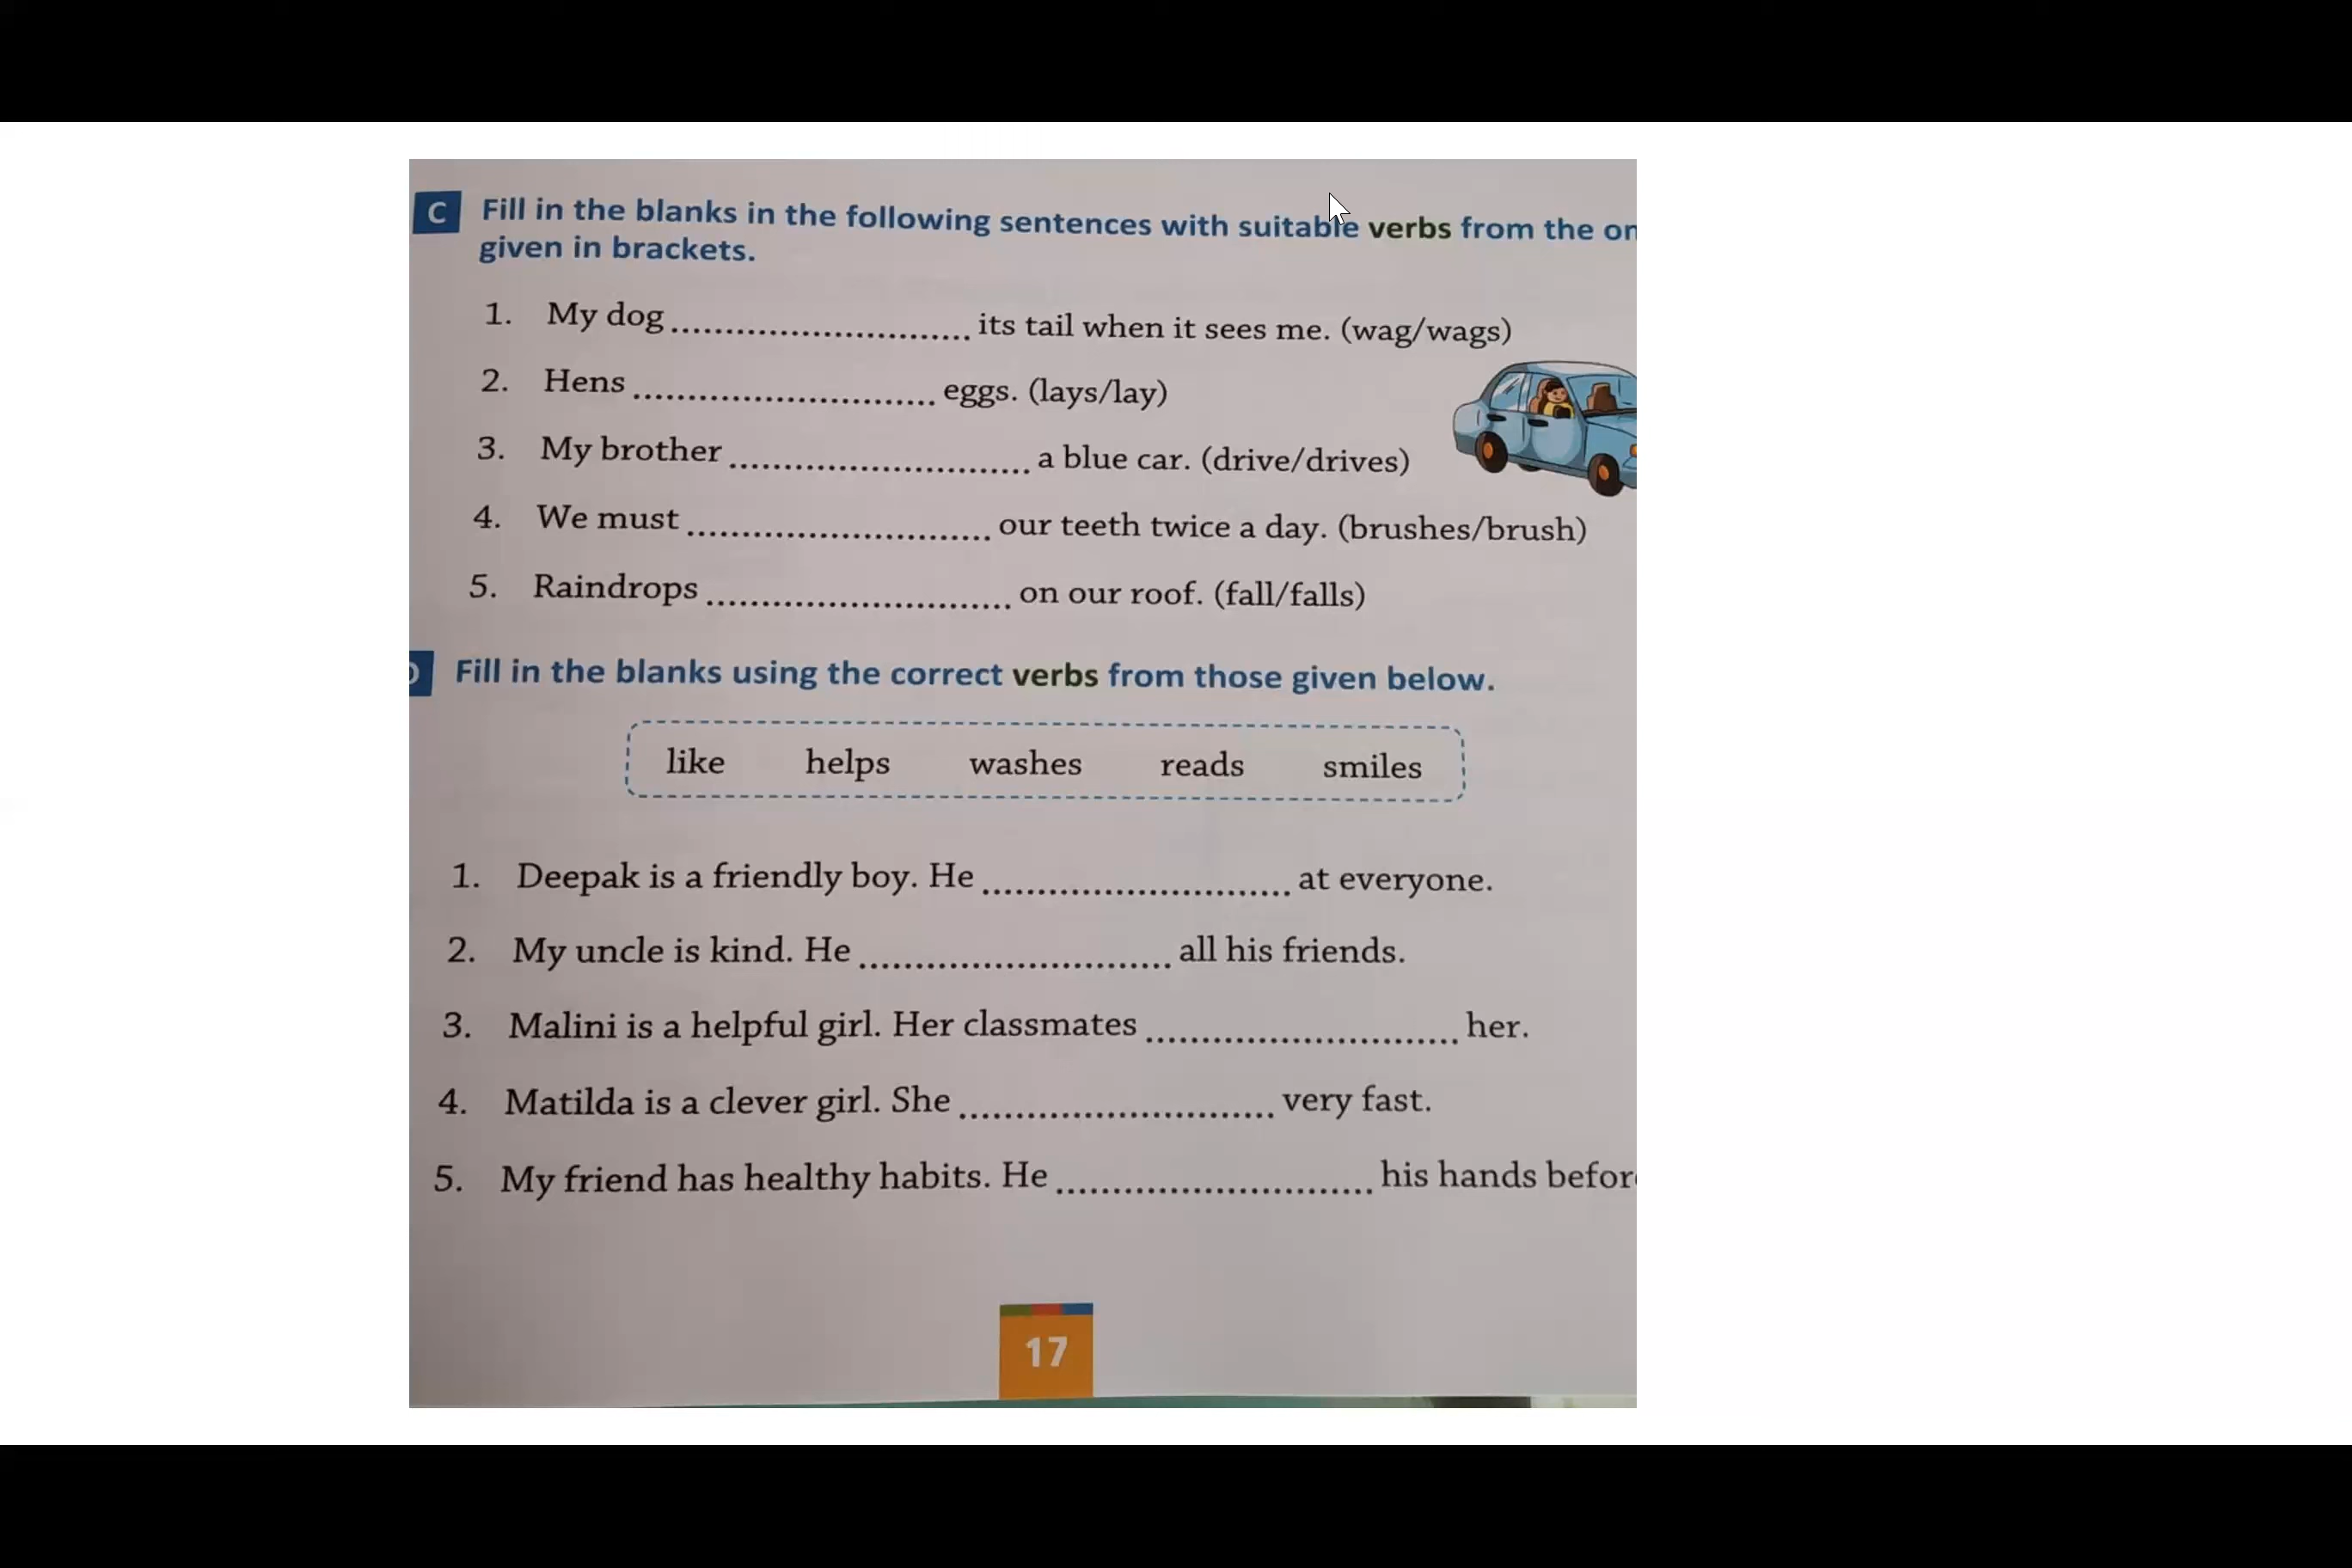 C Fill in the blanks in the following sentences with suitable verbs from the
given in brackets.
1. My dog ............................ its tail when it sees me. (wag/wags)
2. Hens ............................ eggs. (lays/lay)
3. My brother ............................ a blue car. (drive/drives)
4. We must ............................ our teeth twice a day. (brushes/brush)
5. Raindrops ............................ on our roof. (fall/falls)
Fill in the blanks using the correct verbs from those given below.
like helps washes reads smiles
1. Deepak is a friendly boy. He ............................ at everyone.
2. My uncle is kind. He ............................ all his friends.
3. Malini is a helpful girl. Her classmates ............................ her.
4. Matilda is a clever girl. She ............................ very fast.
5. My friend has healthy habits. He ............................ his hands
17